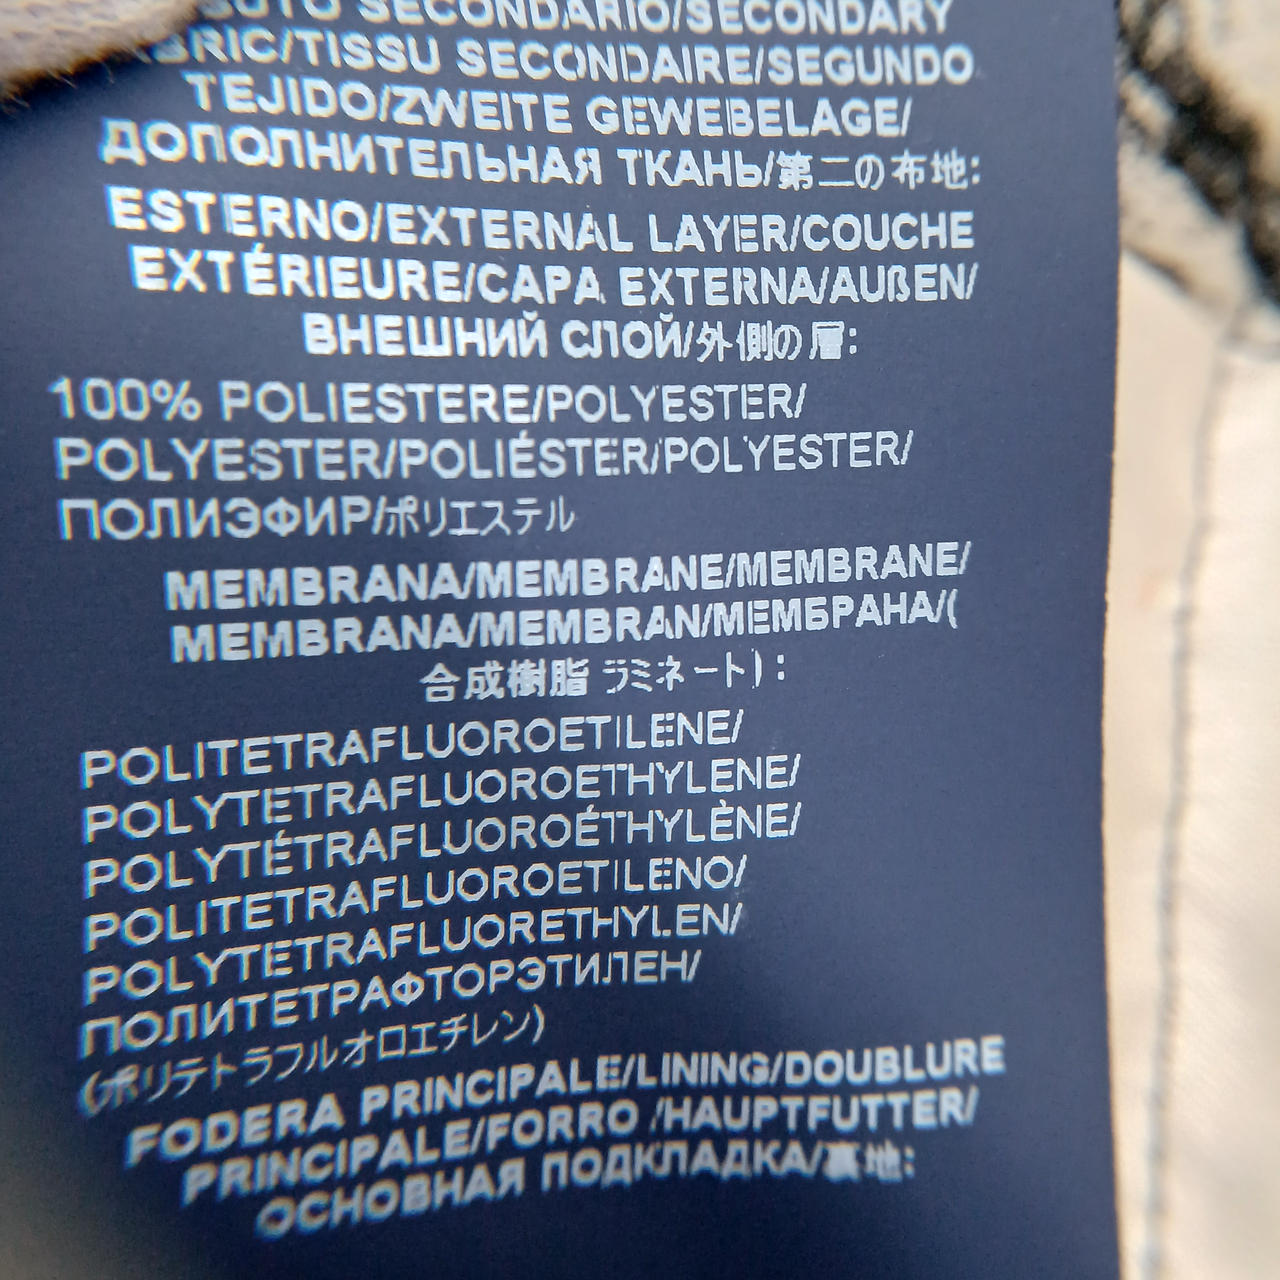 SECONDARIO/SECONDARY
TISSU SECONDAIRE/SEGUNDO
TEJIDO/ZWEITE GEWEBELAGE/
ДОПОЛНИТЕЛЬНАЯ ТКАНЬ/第二の布地:
ESTERNO/EXTERNAL LAYER/COUCHE
EXTÉRIEURE/CAPA EXTERNA/AUßEN/
ВНЕШНИЙ СЛОЙ/外側の層:
100% POLIESTERE/POLYESTER/
POLYESTER/POLIÉSTER/POLYESTER/
ПОЛИЭФИР/ポリエステル
MEMBRANA/MEMBRANE/MEMBRANE/
MEMBRANA/MEMBRAN/МЕМБРАНА/(
合成樹脂 ラミネート):
POLITETRAFLUOROETILENE/
POLYTETRAFLUOROETHYLENE/
POLYTÉTRAFLUOROÉTHYLÈNE/
POLITETRAFLUOROETILENO/
POLYTETRAFLUORETHYLEN/
ПОЛИТЕТРАФТОРЭТИЛЕН/
(ポリテトラフルオロエチレン)
FODERA PRINCIPALE/LINING/DOUBLURE
PRINCIPALE/FORRO /HAUPTFUTTER/
ОСНОВНАЯ ПОДКЛАДКА/裏地: